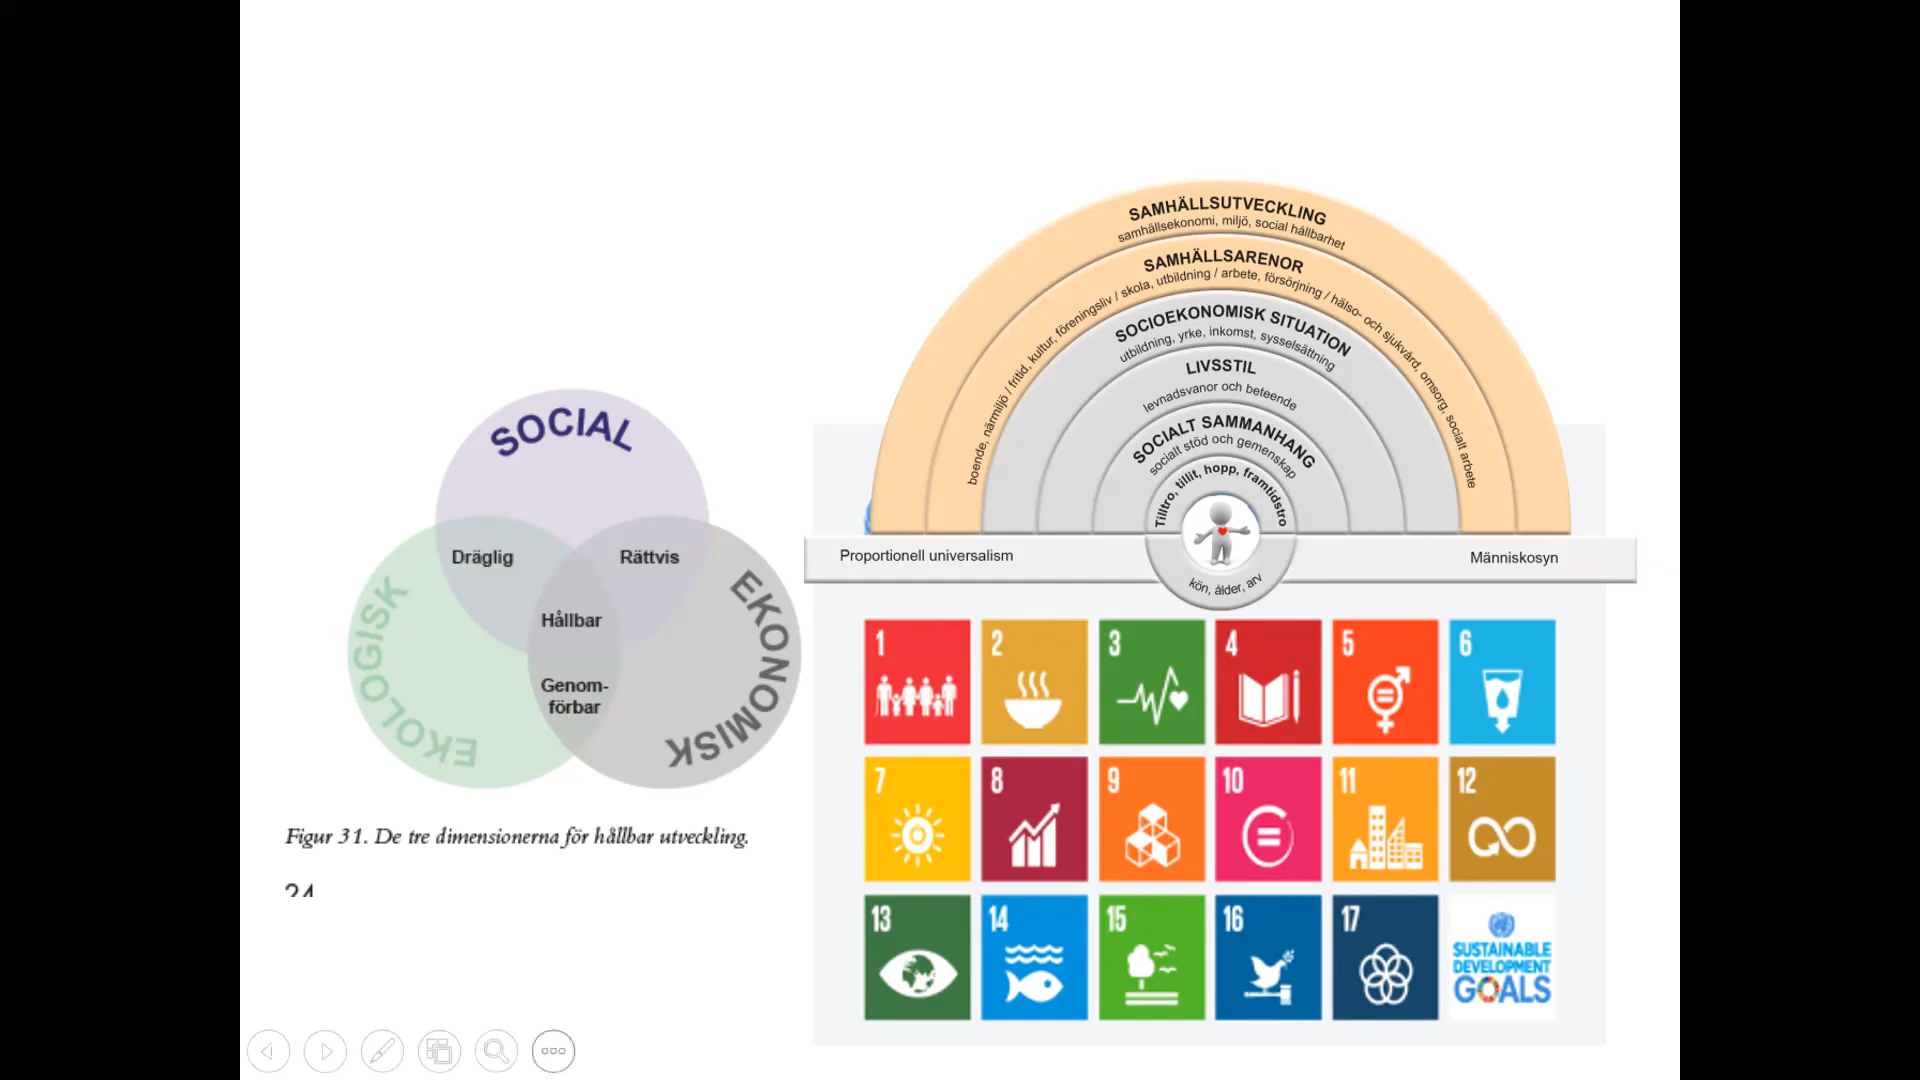 SOCIAL
Dräglig
Rättvis
Hållbar
Genom-
förbar
EKOLOGISK
EKONOMISK
Figur 31. De tre dimensionerna för hållbar utveckling.
SAMHÄLLSUTVECKLING
samhällsekonomi, miljö, social hållbarhet
SAMHÄLLSARENOR
boende, närmiljö / fritid, kultur, föreningsliv / skola, utbildning / arbete, försörjning / hälso- och sjukvård, omsorg, socialt arbete
SOCIOEKONOMISK SITUATION
utbildning, yrke, inkomst, sysselsättning
LIVSSTIL
levnadsvanor och beteende
SOCIALT SAMMANHANG
socialt stöd och gemenskap
Tilltro, tillit, hopp, framtidstro
Proportionell universalism
Människosyn
kön, ålder, arv
1
2
3
4
5
6
7
8
9
10
11
12
13
14
15
16
17
SUSTAINABLE
DEVELOPMENT
GOALS